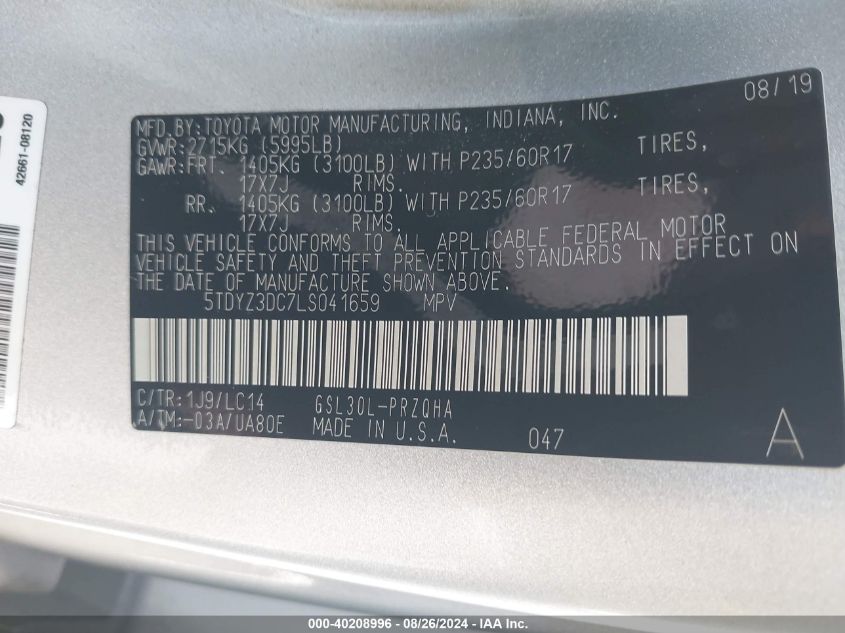 42661-08120
08/19
MFD. BY: TOYOTA MOTOR MANUFACTURING, INDIANA, INC.
GVWR: 2715KG (5995LB)
GAWR: FRT. 1405KG (3100LB) WITH P235/60R17 TIRES,
17X7J RIMS.
RR. 1405KG (3100LB) WITH P235/60R17 TIRES,
17X7J RIMS.
THIS VEHICLE CONFORMS TO ALL APPLICABLE FEDERAL MOTOR
VEHICLE SAFETY AND THEFT PREVENTION STANDARDS IN EFFECT ON
THE DATE OF MANUFACTURE SHOWN ABOVE.
5TDYZ3DC7LS041659 MPV
C/TR: 1J9/LC14 GSL30L-PRZQHA
A/TM: -03A/UA80E MADE IN U.S.A. 047 A
000-40208996 - 08/26/2024 - IAA Inc.